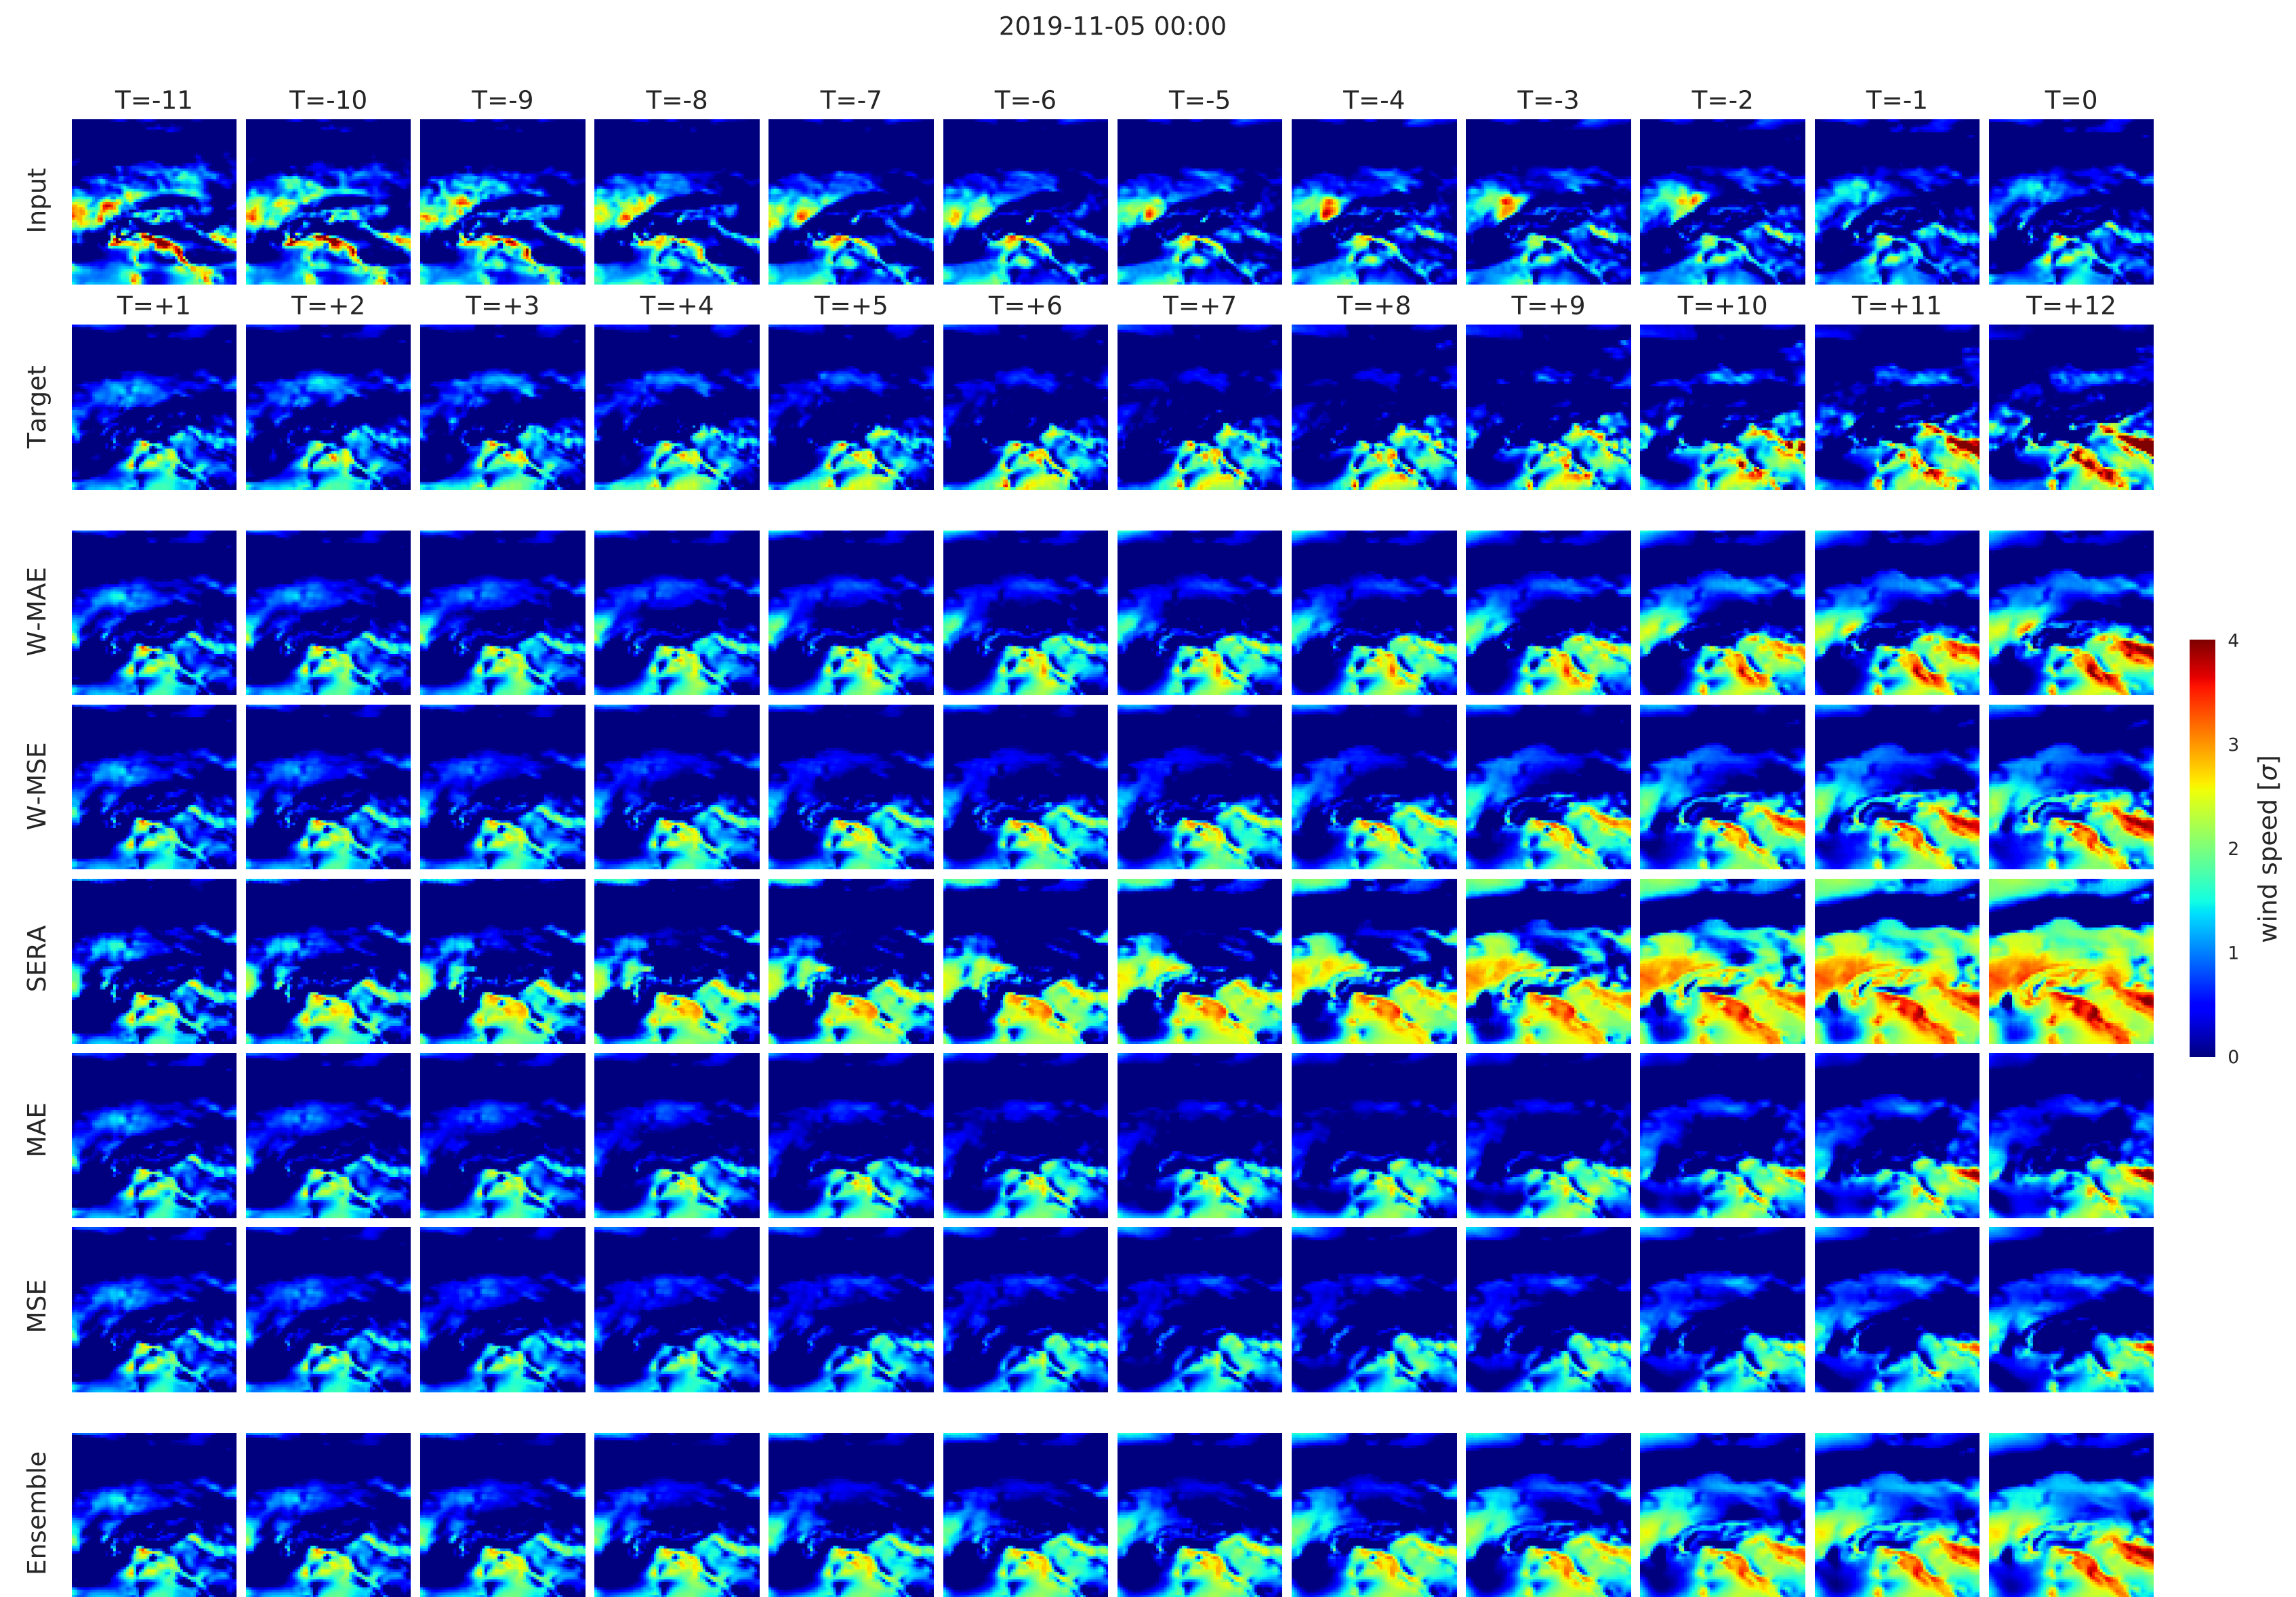 2019-11-05 00:00
T=-11 T=-10 T=-9 T=-8 T=-7 T=-6 T=-5 T=-4 T=-3 T=-2 T=-1 T=0
Input
T=+1 T=+2 T=+3 T=+4 T=+5 T=+6 T=+7 T=+8 T=+9 T=+10 T=+11 T=+12
Target
W-MAE
W-MSE
SERA
MAE
MSE
Ensemble
4
3
2
1
0
wind speed [σ]